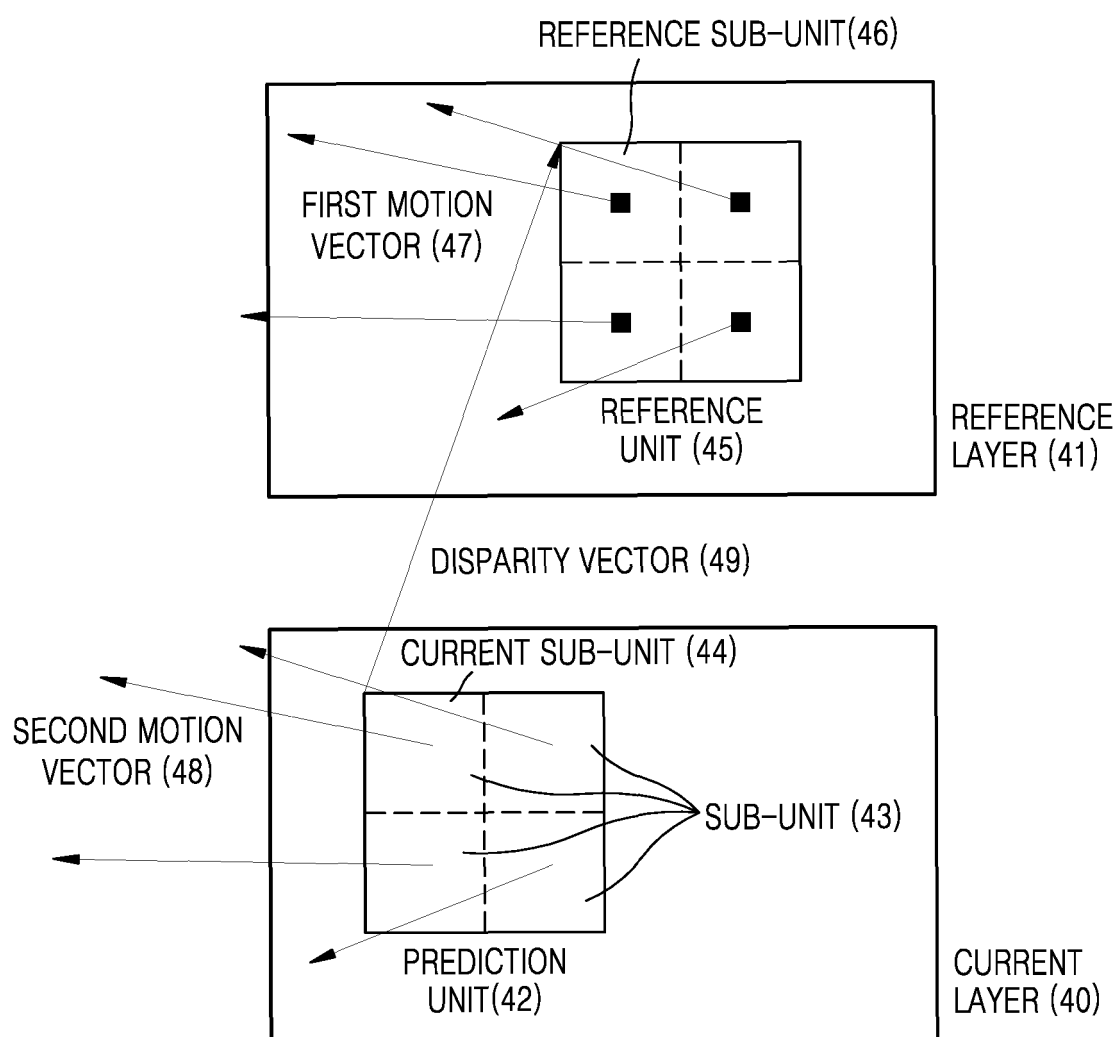 REFERENCE SUB-UNIT(46)
FIRST MOTION
VECTOR (47)
REFERENCE
UNIT (45)
REFERENCE
LAYER (41)
DISPARITY VECTOR (49)
CURRENT SUB-UNIT (44)
SECOND MOTION
VECTOR (48)
SUB-UNIT (43)
PREDICTION
UNIT(42)
CURRENT
LAYER (40)